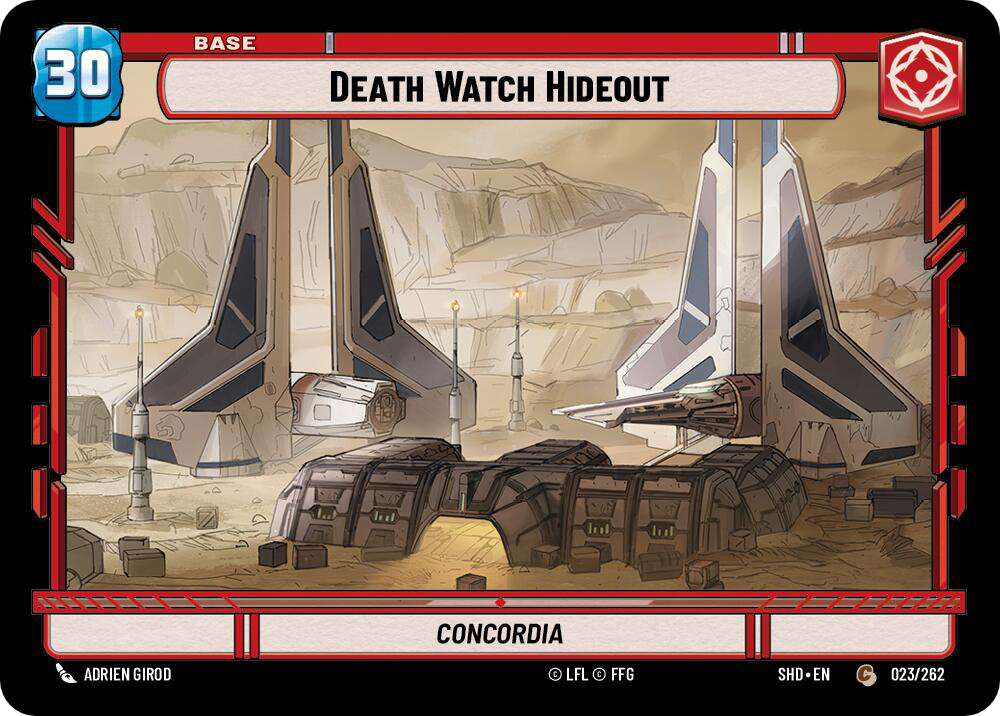 BASE
30
DEATH WATCH HIDEOUT
CONCORDIA
ADRIEN GIROD
© LFL © FFG
SHD•EN
C
023/262